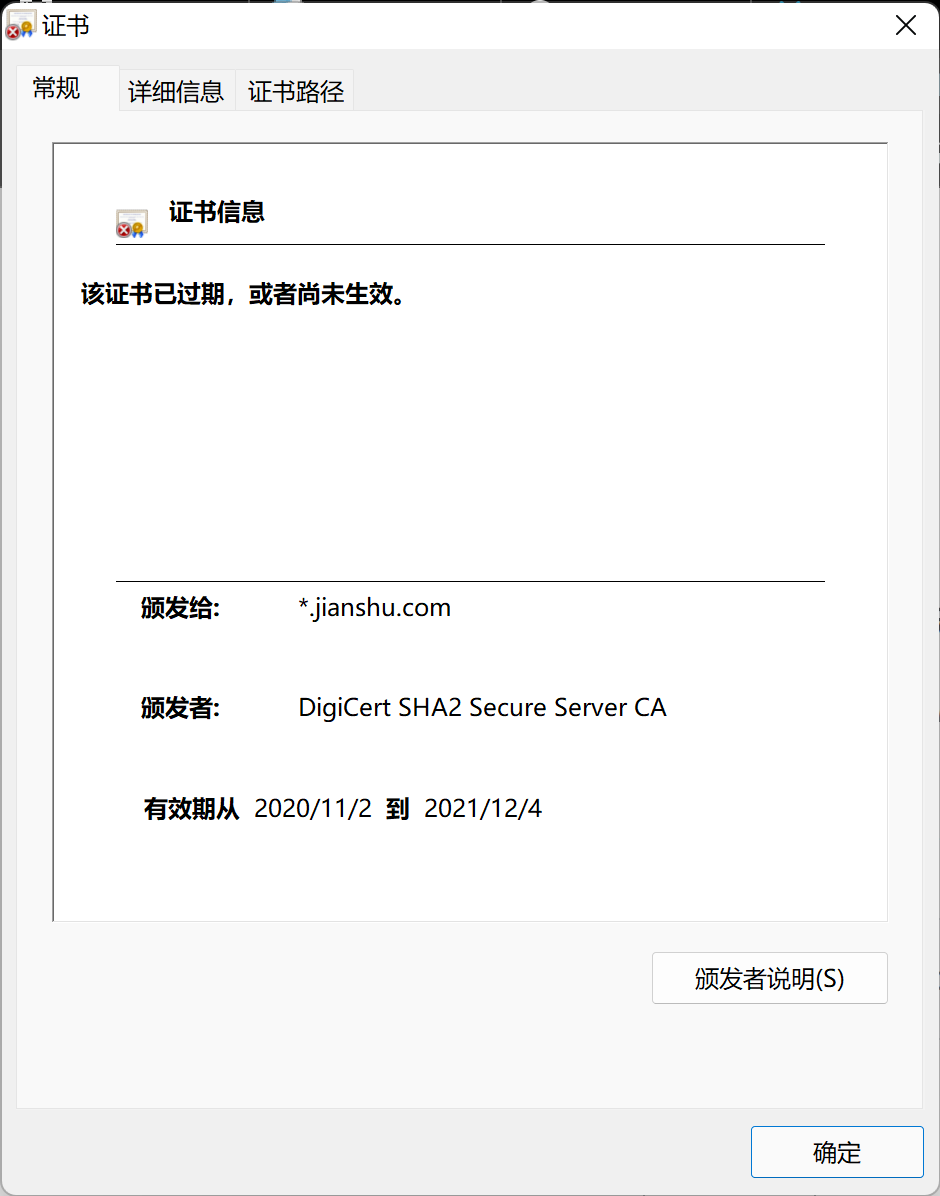 证书
常规
详细信息
证书路径
证书信息
该证书已过期，或者尚未生效。
颁发给: *.jianshu.com
颁发者: DigiCert SHA2 Secure Server CA
有效期从 2020/11/2 到 2021/12/4
颁发者说明(S)
确定